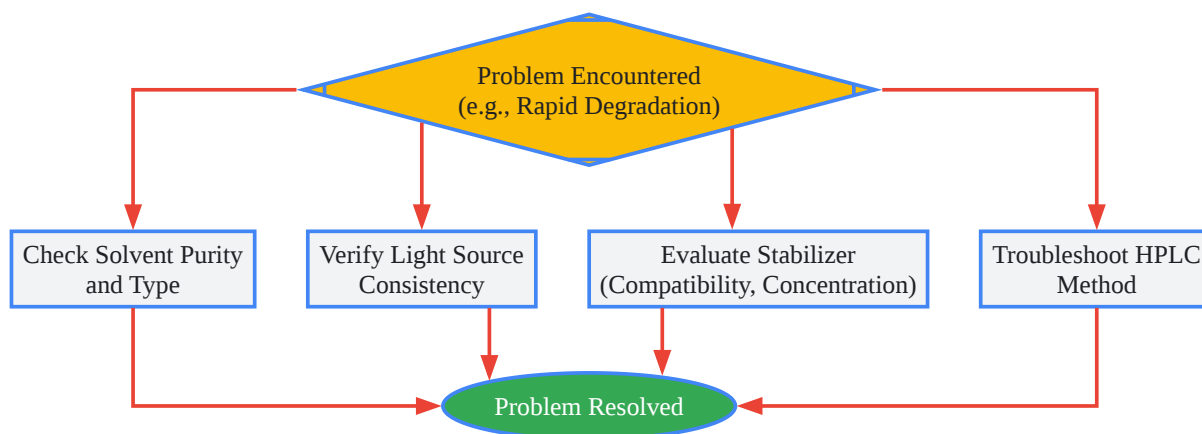 Problem Encountered
(e.g., Rapid Degradation)
Check Solvent Purity
and Type
Verify Light Source
Consistency
Evaluate Stabilizer
(Compatibility, Concentration)
Troubleshoot HPLC
Method
Problem Resolved